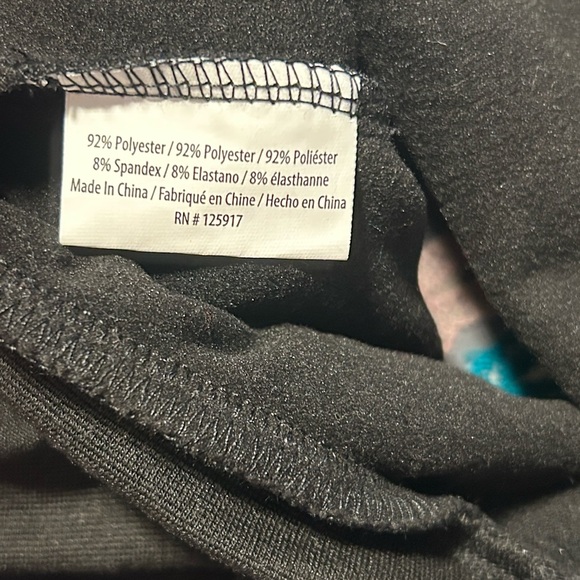 92% Polyester / 92% Polyester / 92% Poliéster
8% Spandex / 8% Elastano / 8% élasthanne
Made In China / Fabriqué en Chine / Hecho en China
RN # 125917